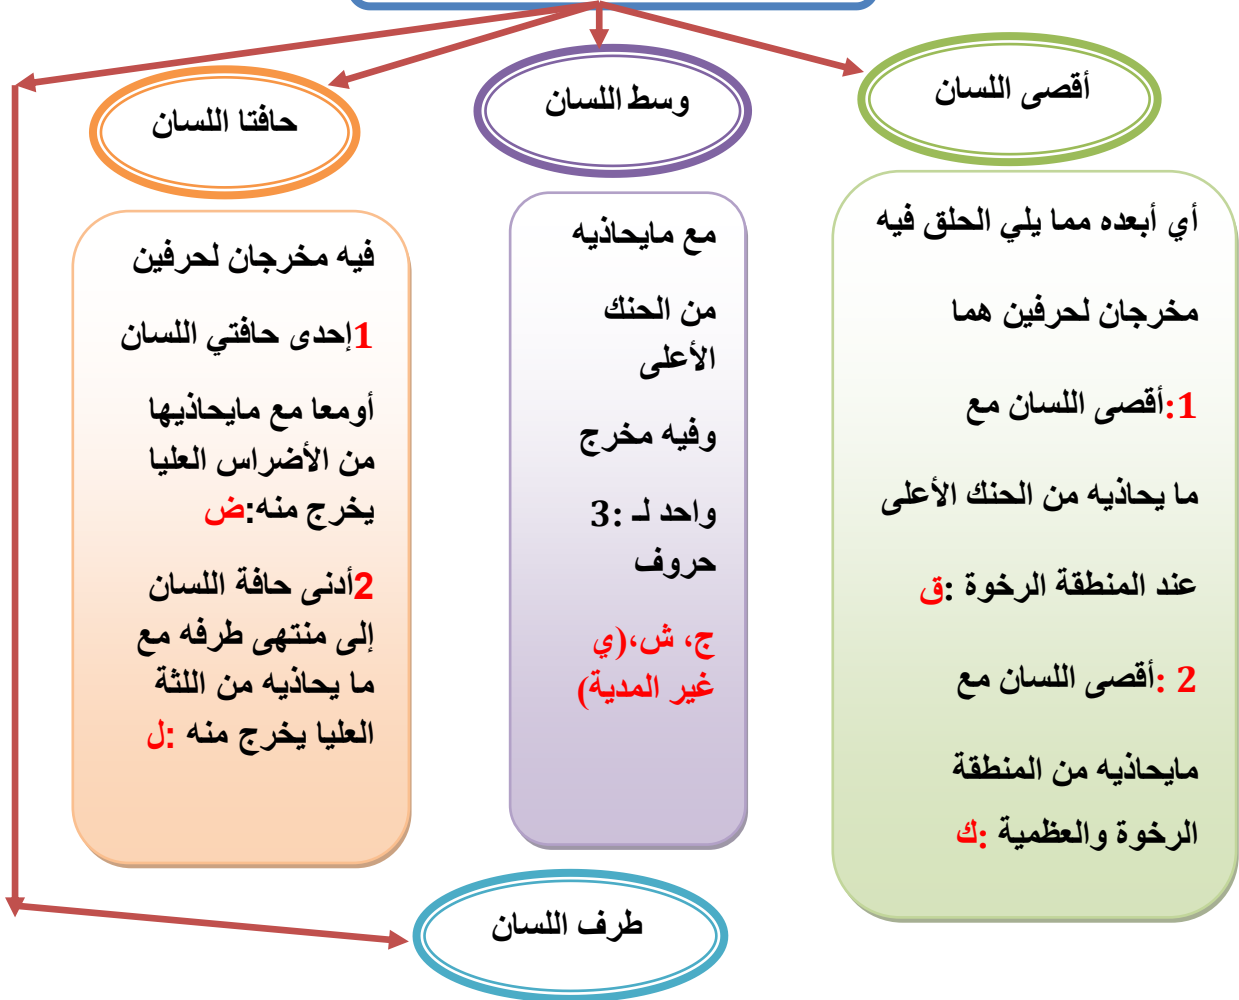 أقصى اللسان
أي أبعده مما يلي الحلق فيه
مخرجان لحرفين هما
1:أقصى اللسان مع
ما يحاذيه من الحنك الأعلى
عند المنطقة الرخوة :ق
2 :أقصى اللسان مع
مايحاذيه من المنطقة
الرخوة والعظمية :ك
وسط اللسان
مع مايحاذيه
من الحنك
الأعلى
وفيه مخرج
واحد لـ :3
حروف
ج، ش،(ي
غير المدية)
حافتا اللسان
فيه مخرجان لحرفين
1إحدى حافتي اللسان
أومعا مع مايحاذيها
من الأضراس العليا
يخرج منه:ض
2أدنى حافة اللسان
إلى منتهى طرفه مع
ما يحاذيه من اللثة
العليا يخرج منه :ل
طرف اللسان